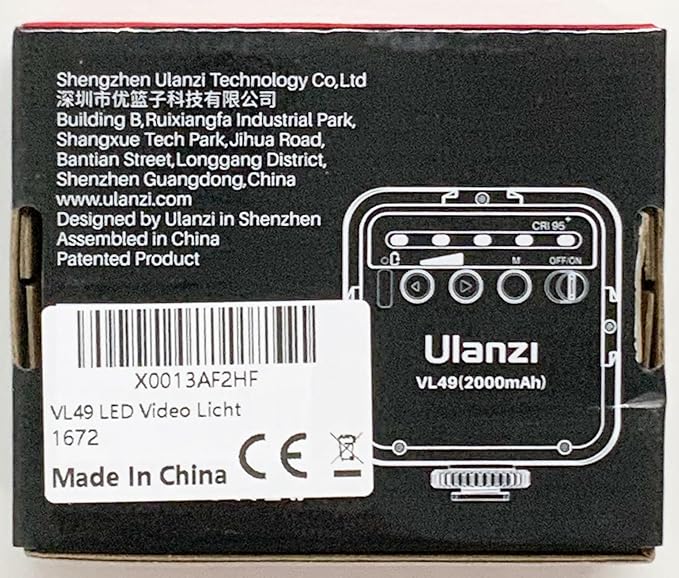 Shengzhen Ulanzi Technology Co,Ltd
深圳市优篮子科技有限公司
Building B,Ruixiangfa Industrial Park,
Shangxue Tech Park,Jihua Road,
Bantian Street,Longgang District,
Shenzhen Guangdong,China
www.ulanzi.com
Designed by Ulanzi in Shenzhen
Assembled in China
Patented Product
CRI 95+
M
OFF/ON
Ulanzi
VL49(2000mAh)
X0013AF2HF
VL49 LED Video Licht
1672
CE
Made In China